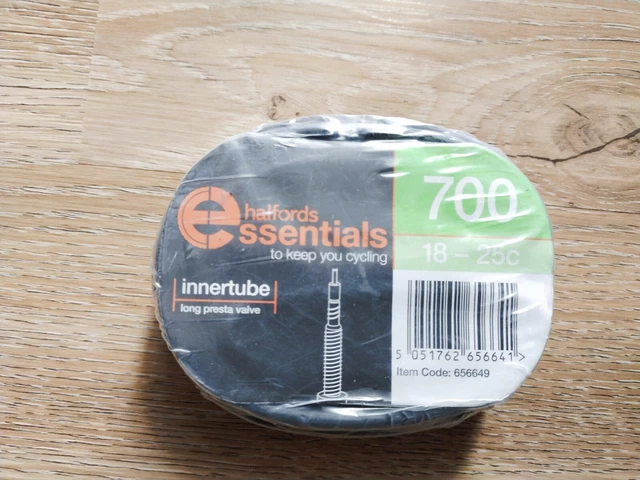 halfords
essentials
to keep you cycling
innertube
long presta valve
700
18 – 25c
5 051762 656641 >
Item Code: 656649